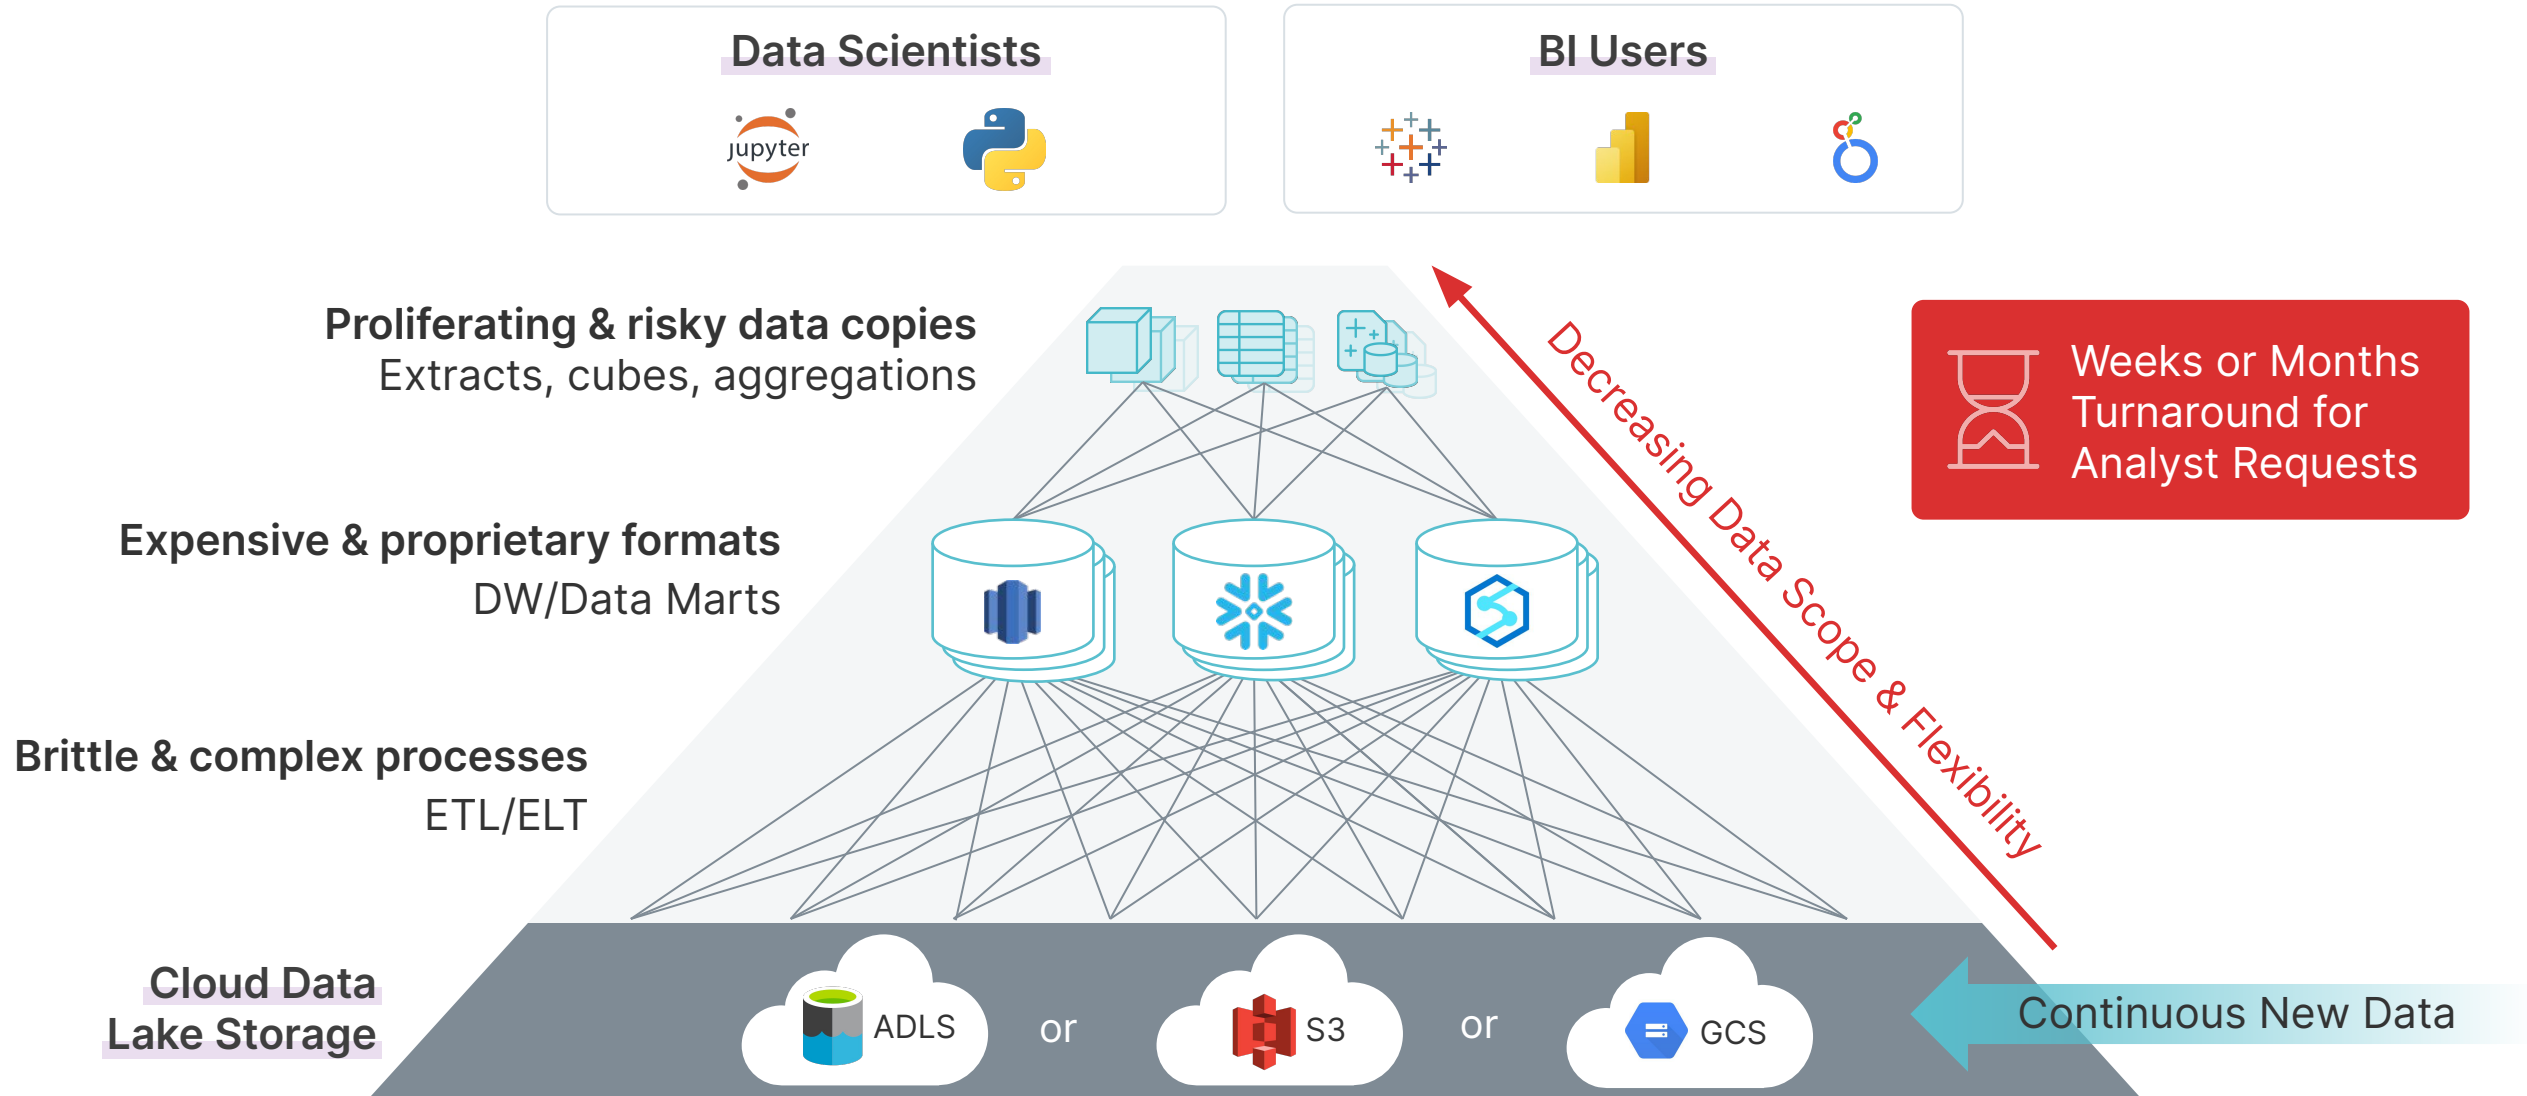 Data Scientists
BI Users
jupyter
Proliferating & risky data copies
Extracts, cubes, aggregations
Decreasing Data Scope & Flexibility
Weeks or Months
Turnaround for
Analyst Requests
Expensive & proprietary formats
DW/Data Marts
Brittle & complex processes
ETL/ELT
Cloud Data
Lake Storage
ADLS
or
S3
or
GCS
Continuous New Data